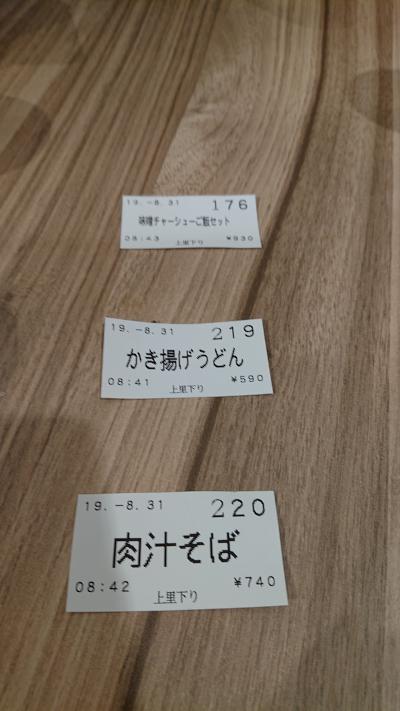 19.-8.31 176
味噌チャーシューご飯セット
08:43 ¥930
上里下り
19.-8.31 219
かき揚げうどん
08:41 ¥590
上里下り
19.-8.31 220
肉汁そば
08:42 ¥740
上里下り